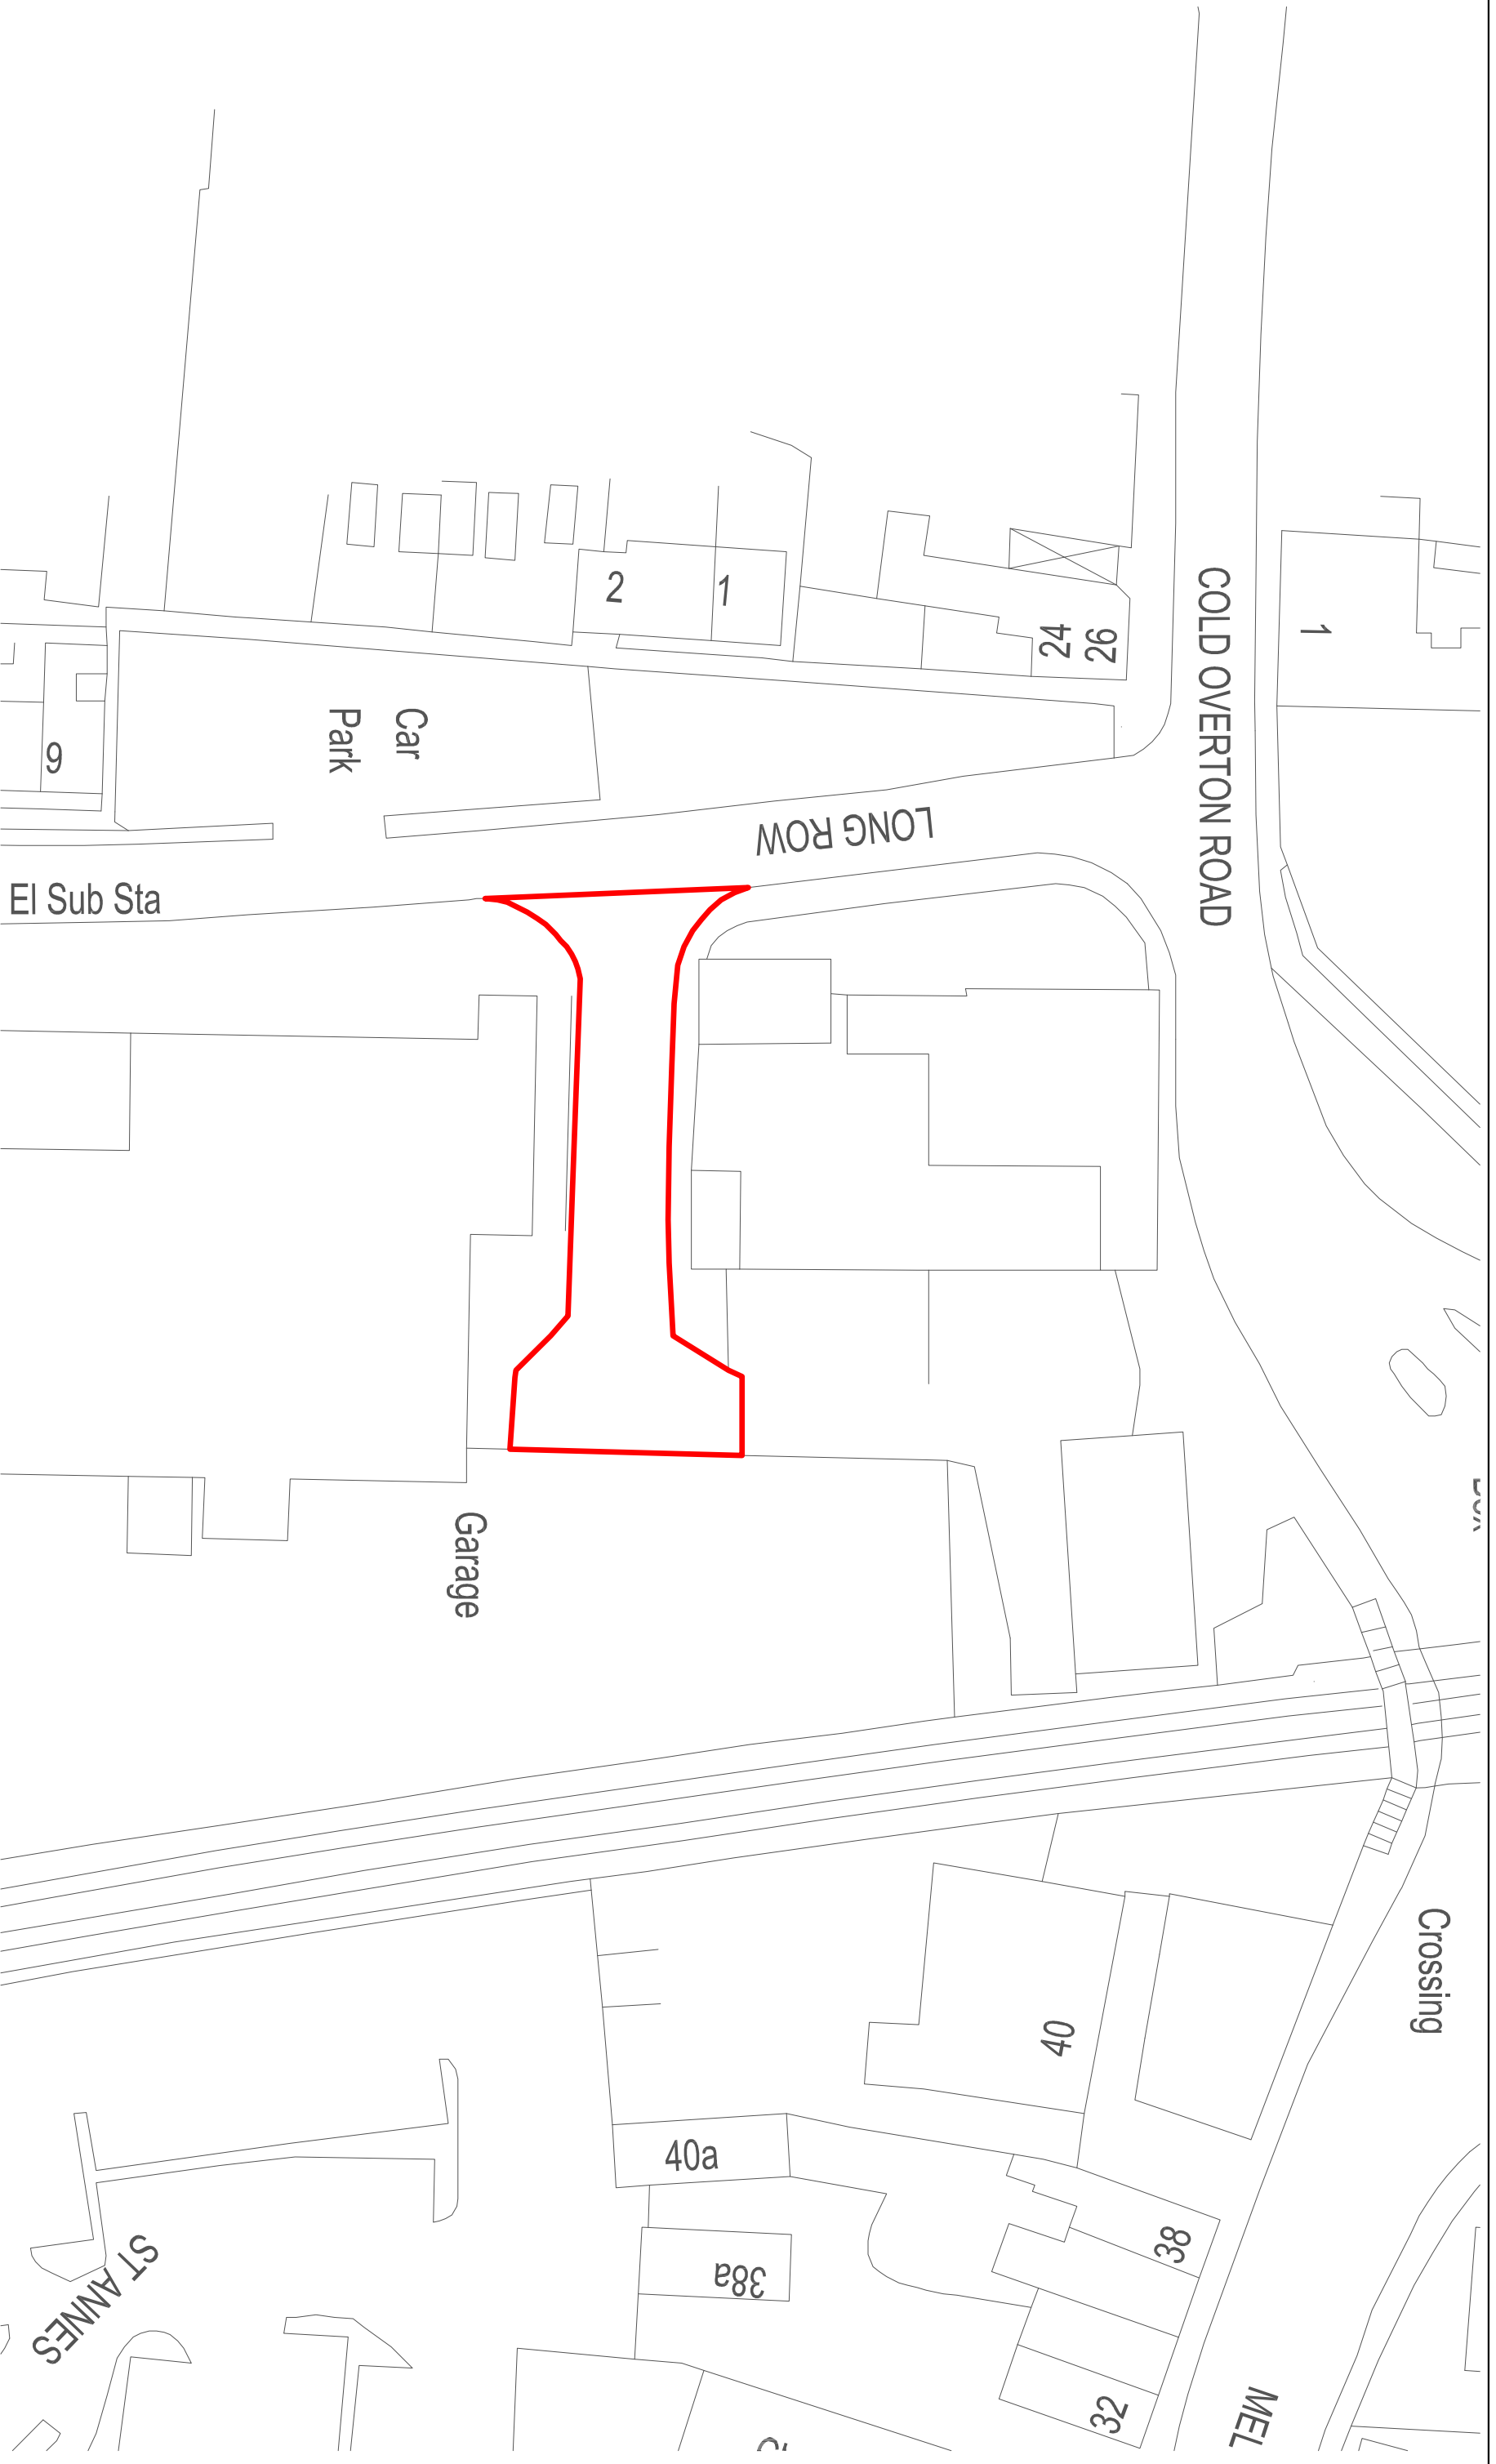 COLD OVERTON ROAD
1
2
1
24
26
Car
Park
9
LONG ROW
El Sub Sta
Garage
Crossing
40
40a
38
38a
ST ANNES
32
MEL